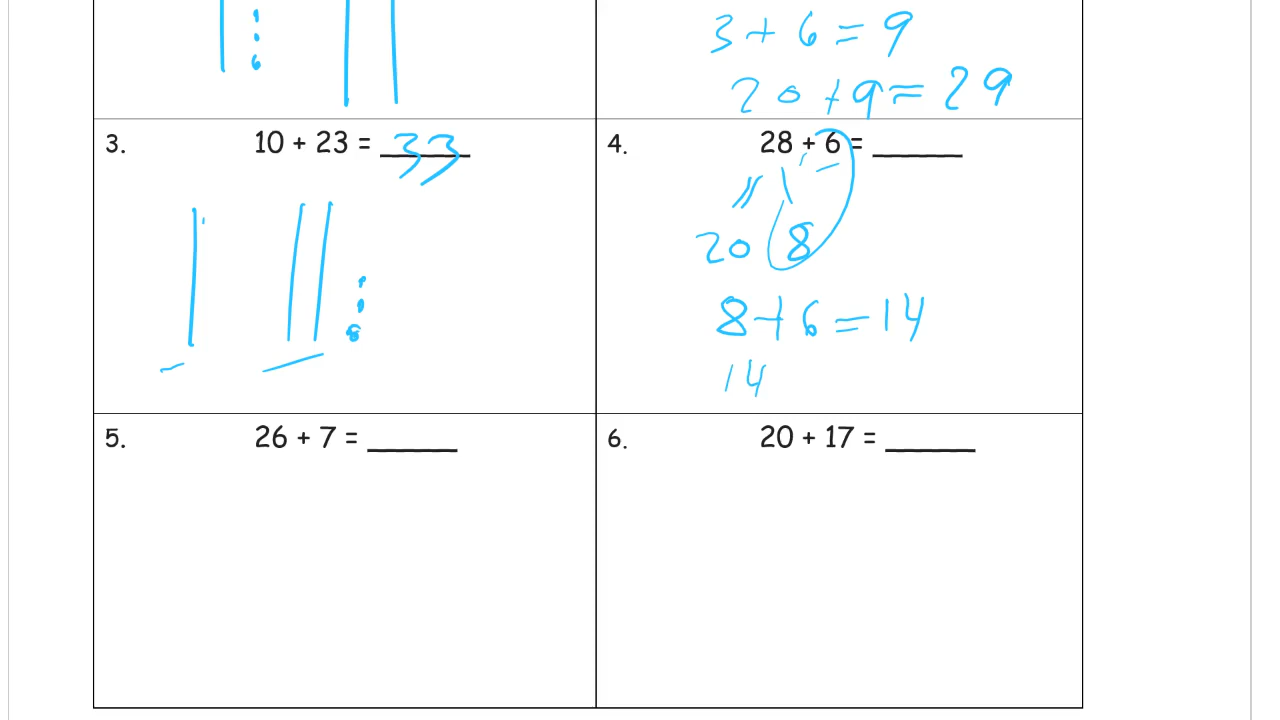 3 + 6 = 9
20 + 9 = 29
3. 10 + 23 = 33
4. 28 + 6 = ______
20 8
8 + 6 = 14
14
5. 26 + 7 = ______
6. 20 + 17 = ______